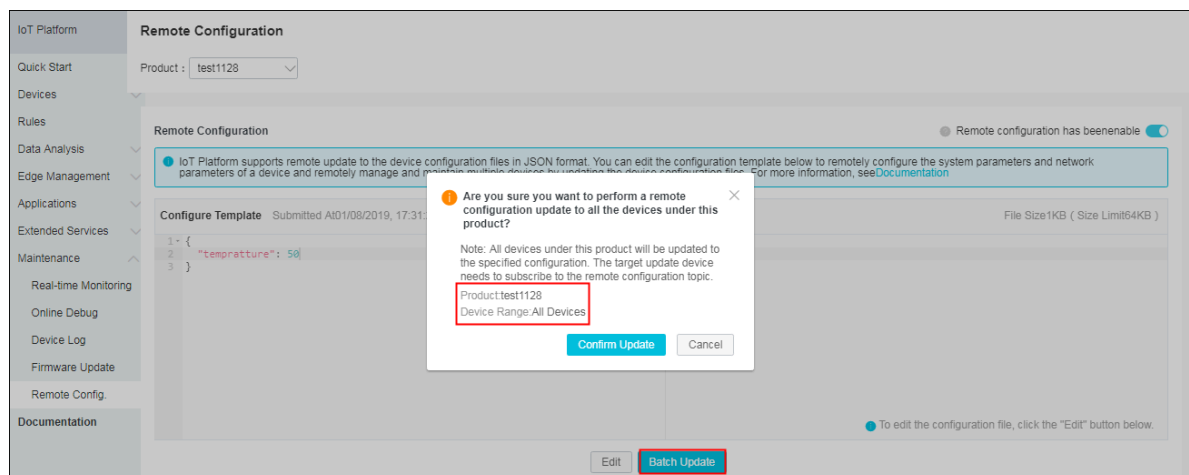 IoT Platform
Remote Configuration
Quick Start
Product : test1128
Devices
Rules
Remote Configuration
Remote configuration has beenenable
Data Analysis
IoT Platform supports remote update to the device configuration files in JSON format. You can edit the configuration template below to remotely configure the system parameters and network
parameters of a device and remotely manage and maintain multiple devices by updating the device configuration files. For more information, seeDocumentation
Edge Management
Applications
Configure Template Submitted At01/08/2019, 17:31:
File Size1KB ( Size Limit64KB )
Extended Services
Maintenance
Real-time Monitoring
Online Debug
Device Log
Firmware Update
Remote Config.
Documentation
1 {
2 "tempratture": 50
3 }
Are you sure you want to perform a remote
configuration update to all the devices under this
product?
Note: All devices under this product will be updated to
the specified configuration. The target update device
needs to subscribe to the remote configuration topic.
Product:test1128
Device Range:All Devices
Confirm Update
Cancel
To edit the configuration file, click the "Edit" button below.
Edit
Batch Update